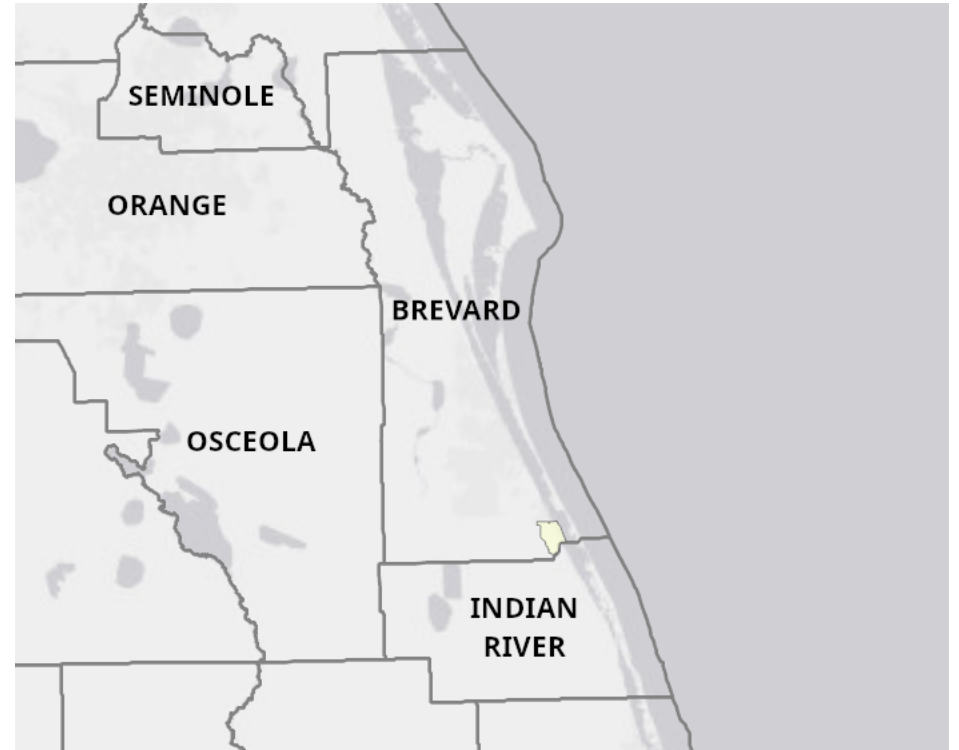 SEMINOLE
ORANGE
BREVARD
OSCEOLA
INDIAN
RIVER